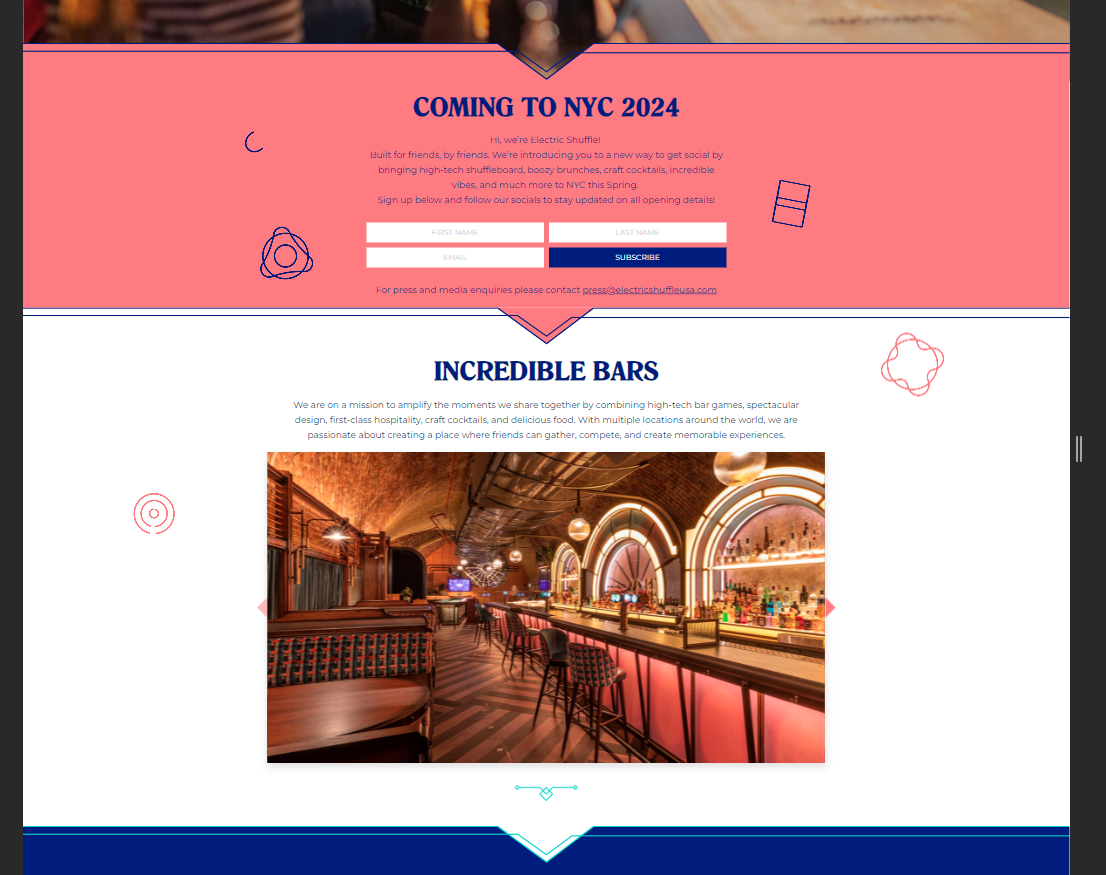 COMING TO NYC 2024
Hi, we're Electric Shuffle!
Built for friends, by friends. We're introducing you to a new way to get social by
bringing high-tech shuffleboard, boozy brunches, craft cocktails, incredible
vibes, and much more to NYC this Spring.
Sign up below and follow our socials to stay updated on all opening details!
FIRST NAME
LAST NAME
EMAIL
SUBSCRIBE
For press and media enquiries please contact press@electricshuffleusa.com
INCREDIBLE BARS
We are on a mission to amplify the moments we share together by combining high-tech bar games, spectacular
design, first-class hospitality, craft cocktails, and delicious food. With multiple locations around the world, we are
passionate about creating a place where friends can gather, compete, and create memorable experiences.